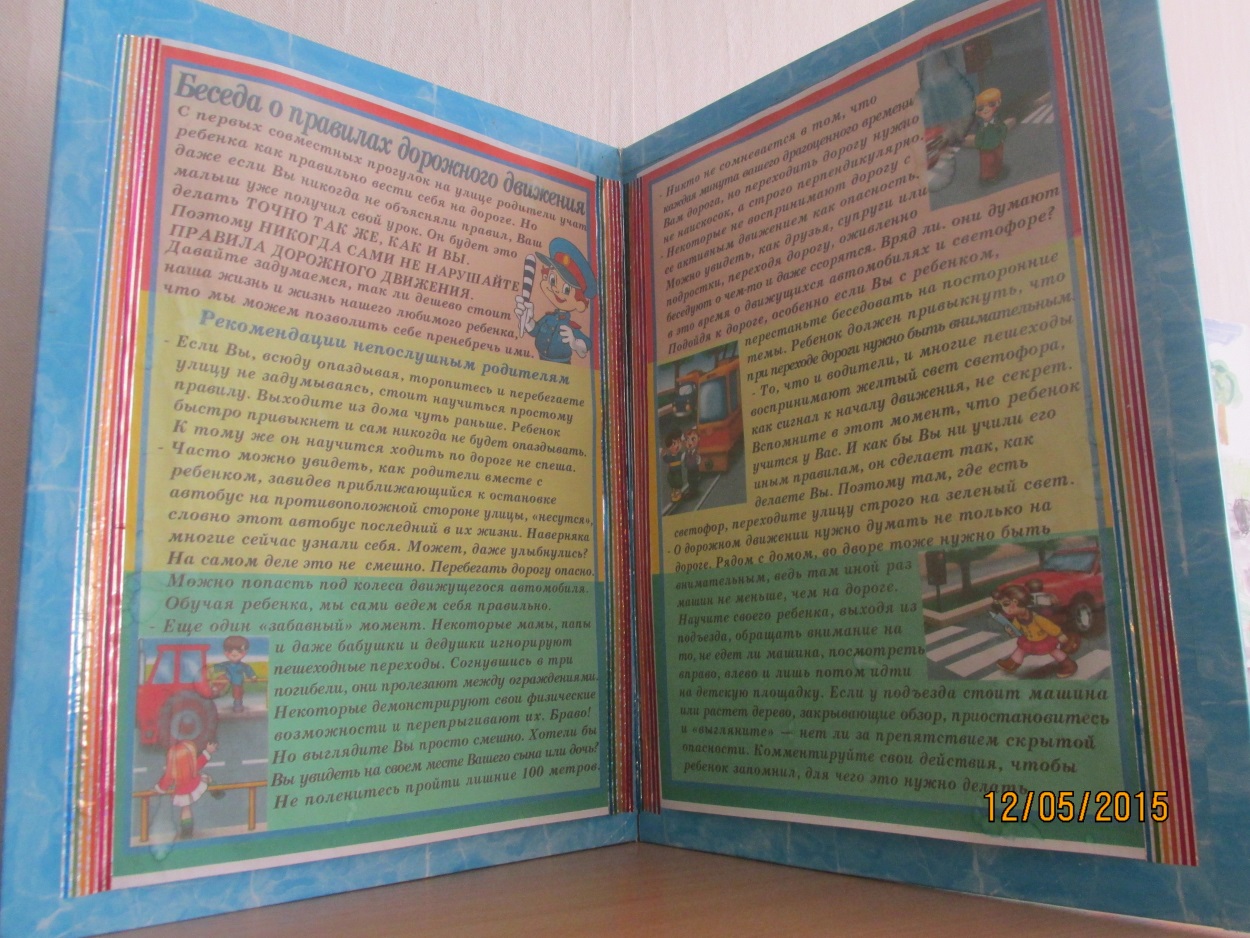 Беседа о правилах дорожного движения
С первых совместных прогулок на улице родители учат
ребенка как правильно вести себя на дороге. Но
даже если Вы никогда не объясняли правил, Ваш
малыш уже получил свой урок. Он будет это
делать ТОЧНО ТАК ЖЕ, КАК И ВЫ.
Поэтому НИКОГДА САМИ НЕ НАРУШАЙТЕ
ПРАВИЛА ДОРОЖНОГО ДВИЖЕНИЯ.
Давайте задумаемся, так ли дешево стоит
наша жизнь и жизнь нашего любимого ребенка,
что мы можем позволить себе пренебречь ими.
Рекомендации непослушным родителям
- Если Вы, всюду опаздывая, торопитесь и перебегаете
улицу не задумываясь, стоит научиться простому
правилу. Выходите из дома чуть раньше. Ребенок
быстро привыкнет и сам никогда не будет опаздывать.
К тому же он научится ходить по дороге не спеша.
- Часто можно увидеть, как родители вместе с
ребенком, завидев приближающийся к остановке
автобус на противоположной стороне улицы, «несутся»,
словно этот автобус последний в их жизни. Наверняка
многие сейчас узнали себя. Может, даже улыбнулись?
На самом деле это не смешно. Перебегать дорогу опасно.
Можно попасть под колеса движущегося автомобиля.
Обучая ребенка, мы сами ведем себя правильно.
- Еще один «забавный» момент. Некоторые мамы, папы
и даже бабушки и дедушки игнорируют
пешеходные переходы. Согнувшись в три
погибели, они пролезают между ограждениями.
Некоторые демонстрируют свои физические
возможности и перепрыгивают их. Браво!
Но выглядите Вы просто смешно. Хотели бы
Вы увидеть на своем месте Вашего сына или дочь?
Не поленитесь пройти лишние 100 метров.
- Никто не сомневается в том, что
каждая минута вашего драгоценного времени
Вам дорога, но переходить дорогу нужно
не наискосок, а строго перпендикулярно.
- Некоторые не воспринимают дорогу с
ее активным движением как опасность.
Можно увидеть, как друзья, супруги или
подростки, переходя дорогу, оживленно
беседуют о чем-то и даже ссорятся. Вряд ли. они думают
в это время о движущихся автомобилях и светофоре?
Подойдя к дороге, особенно если Вы с ребенком,
перестаньте беседовать на посторонние
темы. Ребенок должен привыкнуть, что
при переходе дороги нужно быть внимательным.
- То, что и водители, и многие пешеходы
воспринимают желтый свет светофора,
как сигнал к началу движения, не секрет.
Вспомните в этот момент, что ребенок
учится у Вас. И как бы Вы ни учили его
иным правилам, он сделает так, как
делаете Вы. Поэтому там, где есть
светофор, переходите улицу строго на зеленый свет.
- О дорожном движении нужно думать не только на
дороге. Рядом с домом, во дворе тоже нужно быть
внимательным, ведь там иной раз
машин не меньше, чем на дороге.
Научите своего ребенка, выходя из
подъезда, обращать внимание на
то, не едет ли машина, посмотреть
вправо, влево и лишь потом идти
на детскую площадку. Если у подъезда стоит машина
или растет дерево, закрывающие обзор, приостановитесь
и «выгляните» — нет ли за препятствием скрытой
опасности. Комментируйте свои действия, чтобы
ребенок запомнил, для чего это нужно делать.
12/05/2015